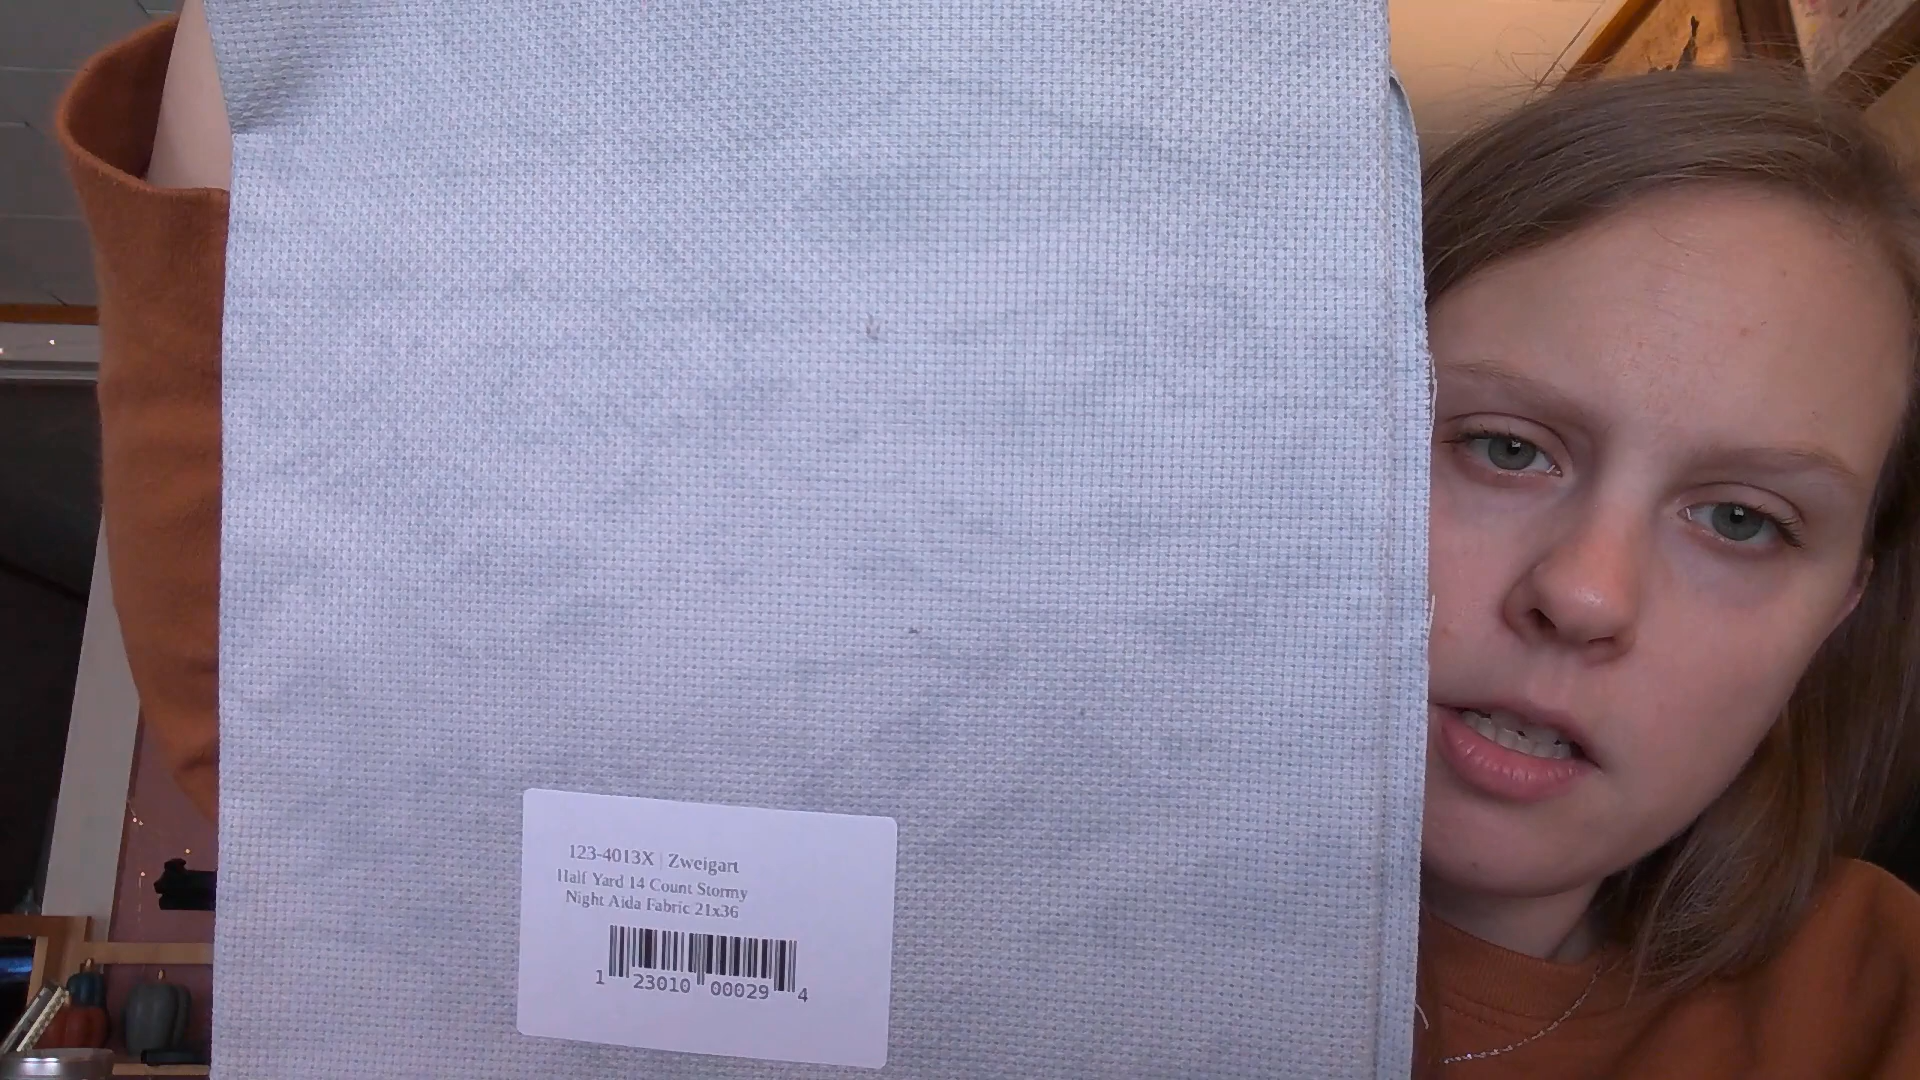 123-4013X | Zweigart
Half Yard 14 Count Stormy
Night Aida Fabric 21x36
1 23010 00029 4